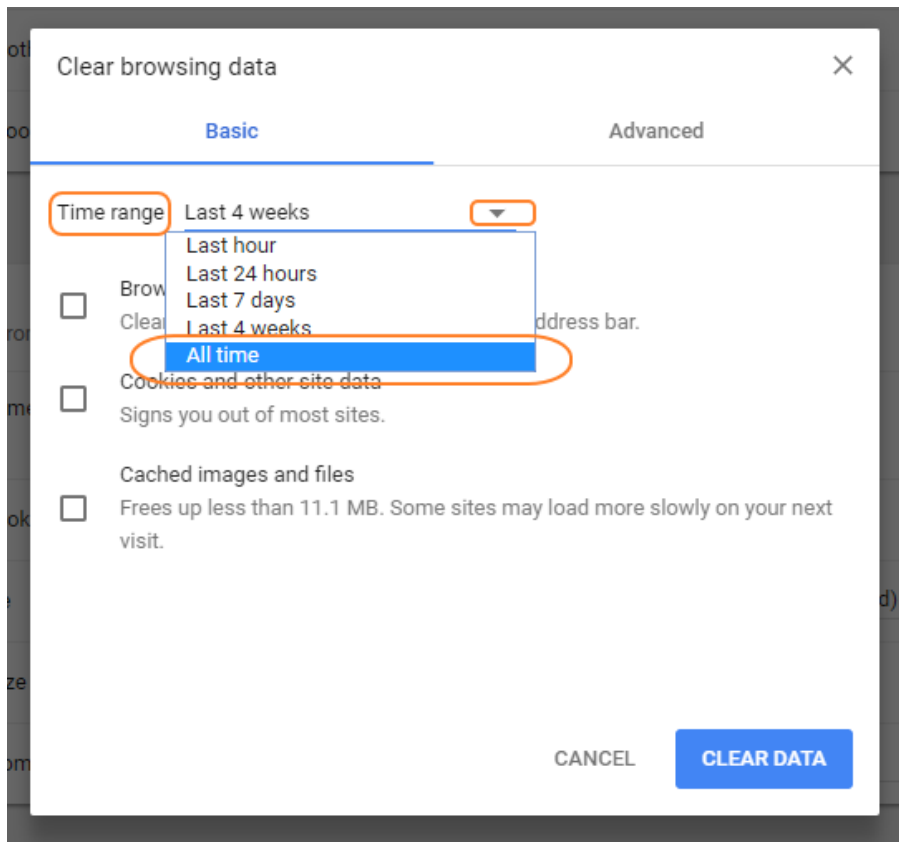 Clear browsing data
Basic
Advanced
Time range
Last 4 weeks
Last hour
Last 24 hours
Last 7 days
Last 4 weeks
All time
Brow
Clea ddress bar.
Cookies and other site data
Signs you out of most sites.
Cached images and files
Frees up less than 11.1 MB. Some sites may load more slowly on your next
visit.
CANCEL
CLEAR DATA